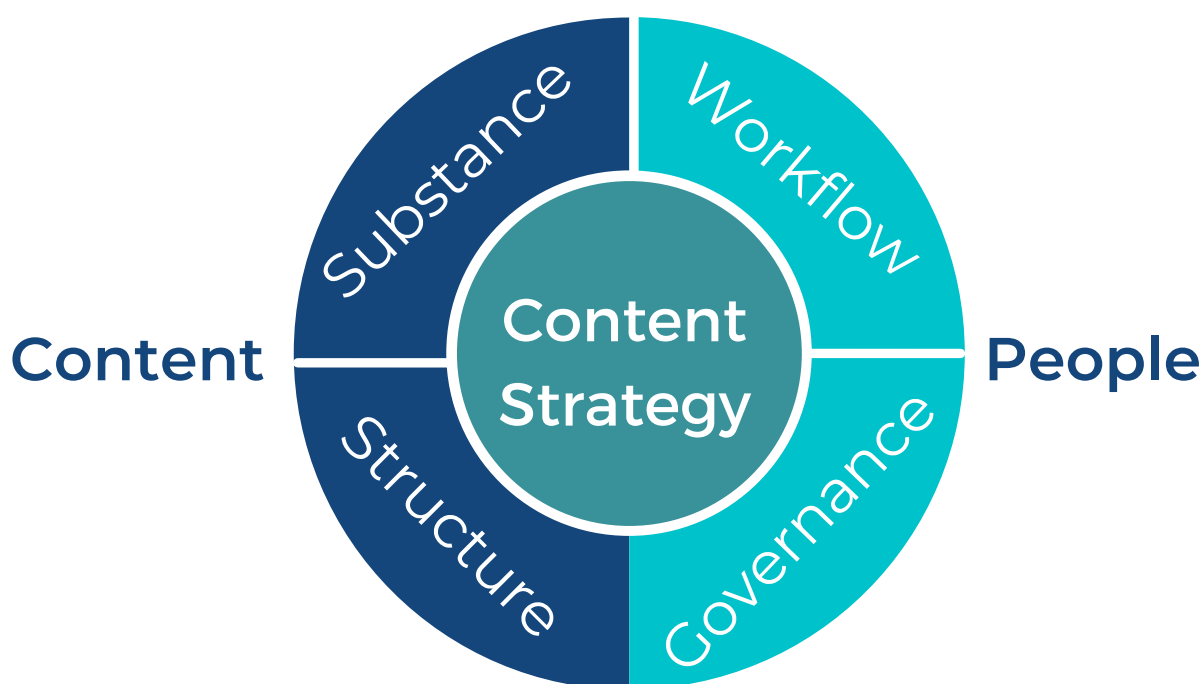 Substance
Workflow
Content
Content
Strategy
People
Structure
Governance